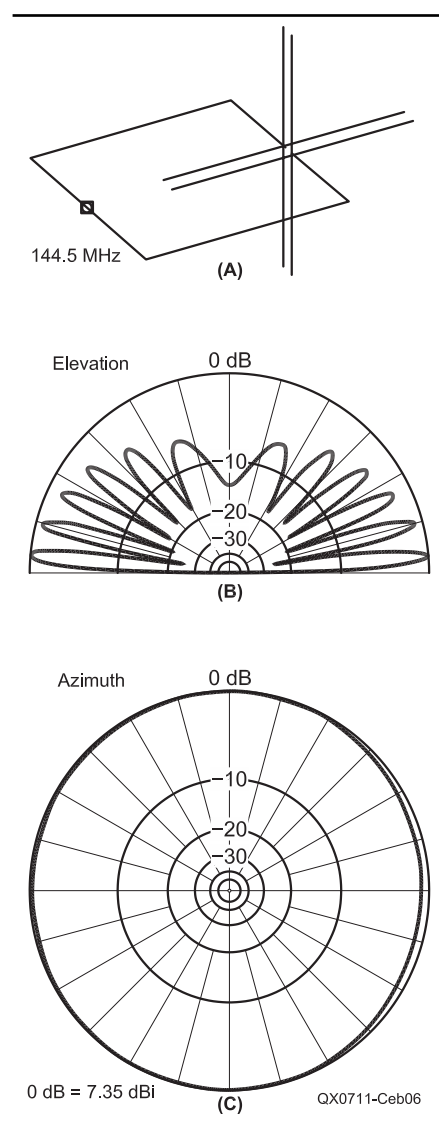 144.5 MHz
(A)
Elevation
0 dB
−10
−20
−30
(B)
Azimuth
0 dB
−10
−20
−30
0 dB = 7.35 dBi
(C)
QX0711-Ceb06